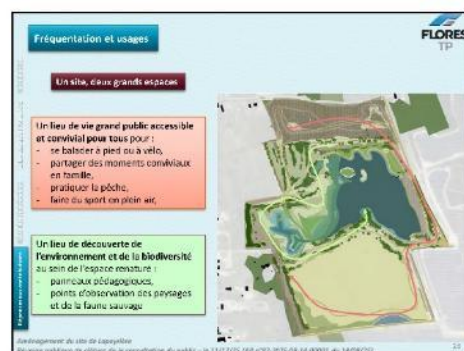 Fréquentation et usages
FLORES
TP
Un site, deux grands espaces
Un lieu de vie grand public accessible
et convivial pour tous pour :
- se balader à pied ou à vélo,
- partager des moments conviviaux
en famille,
- pratiquer la pêche,
- faire du sport en plein air,
Un lieu de découverte de
l'environnement et de la biodiversité
au sein de l'espace renaturé :
- panneaux pédagogiques,
- points d'observation des paysages
et de la faune sauvage
Aménagement du site de